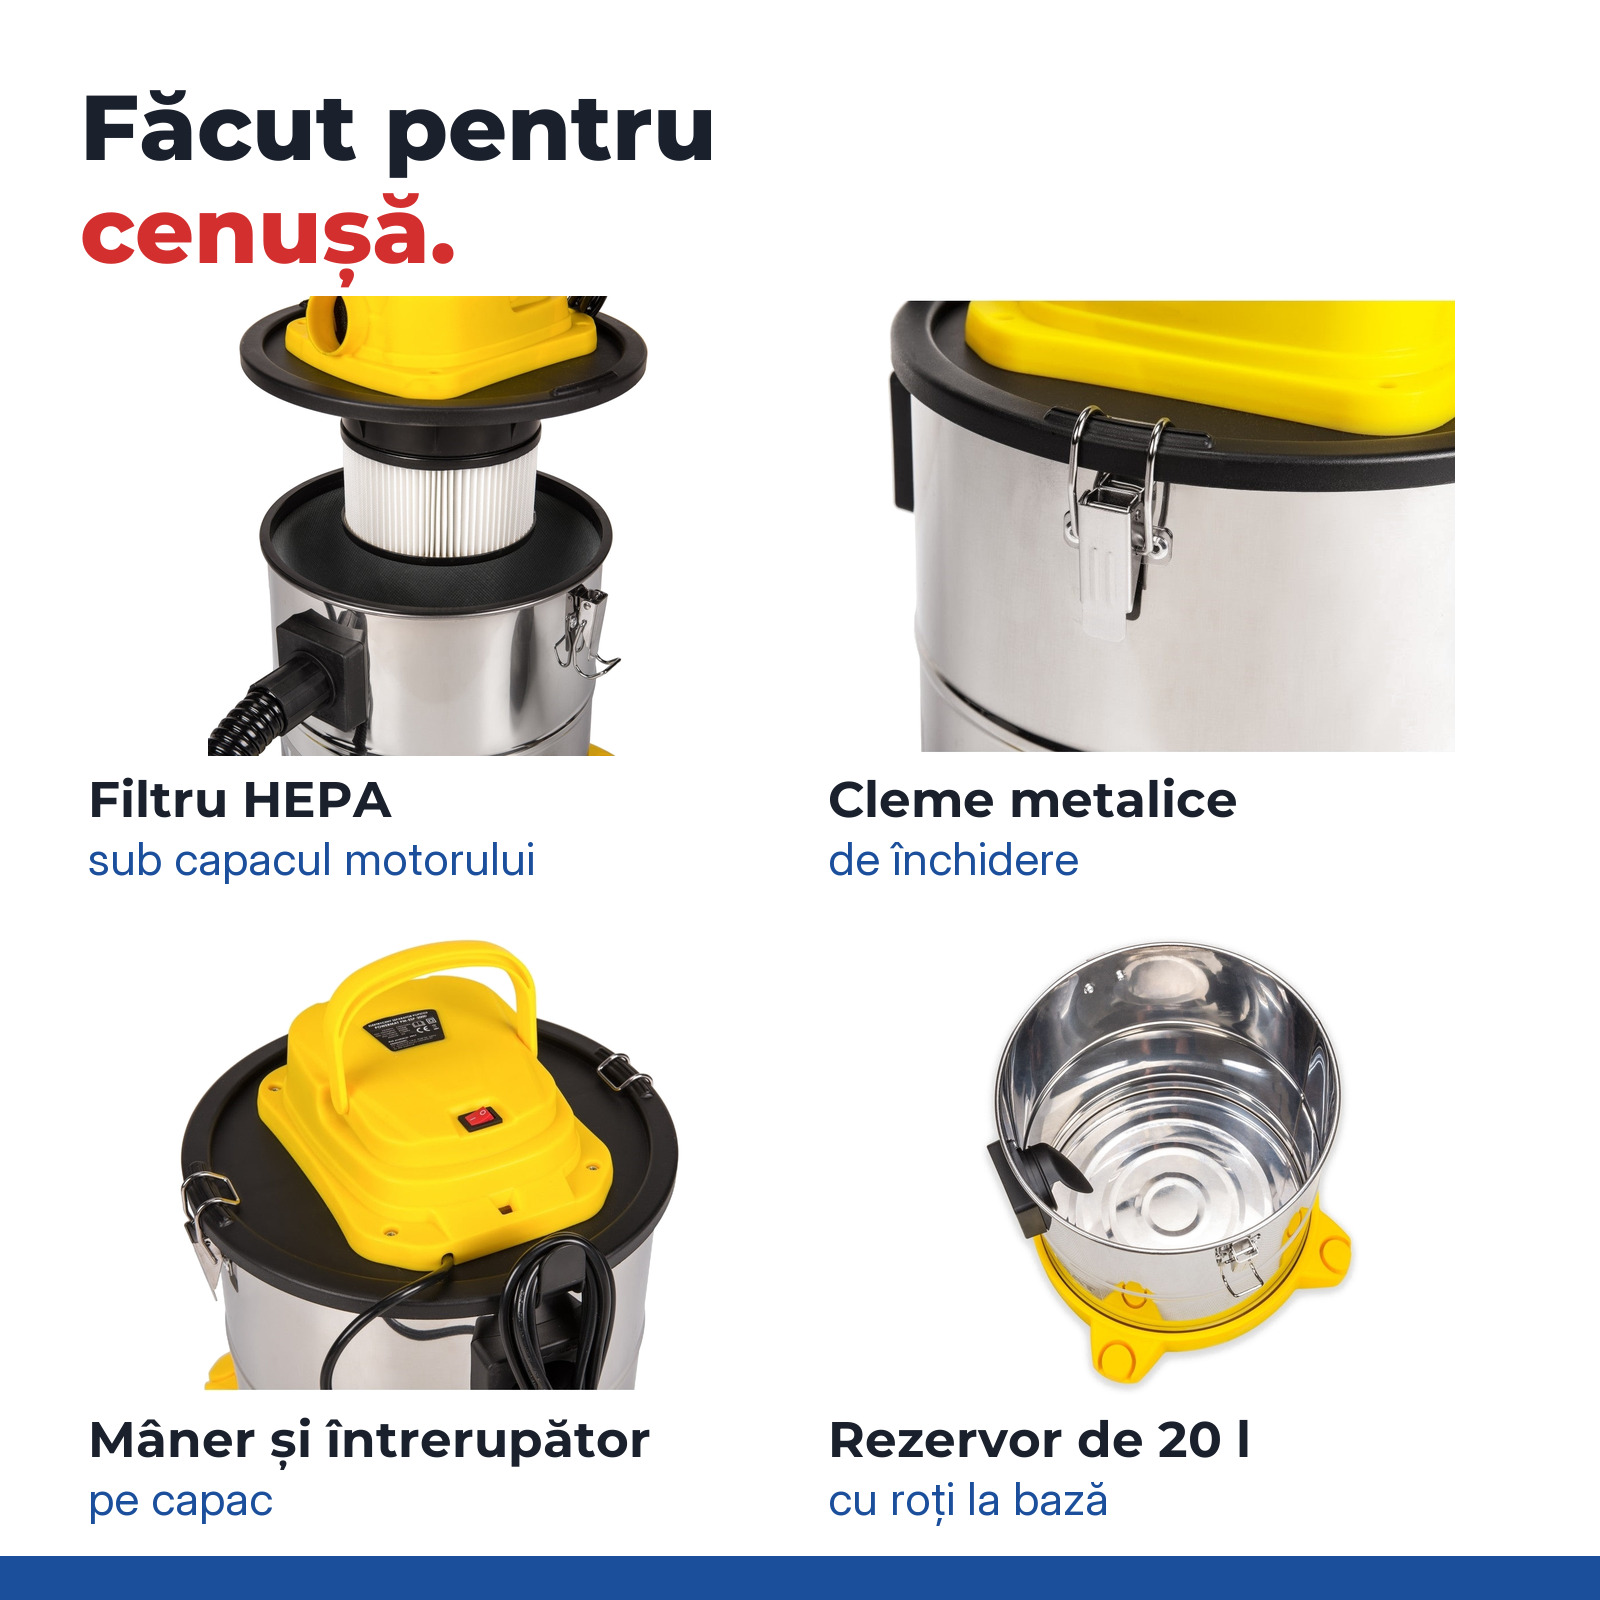 Făcut pentru
cenușă.
Filtru HEPA
sub capacul motorului
Cleme metalice
de închidere
Mâner și întrerupător
pe capac
Rezervor de 20 l
cu roți la bază